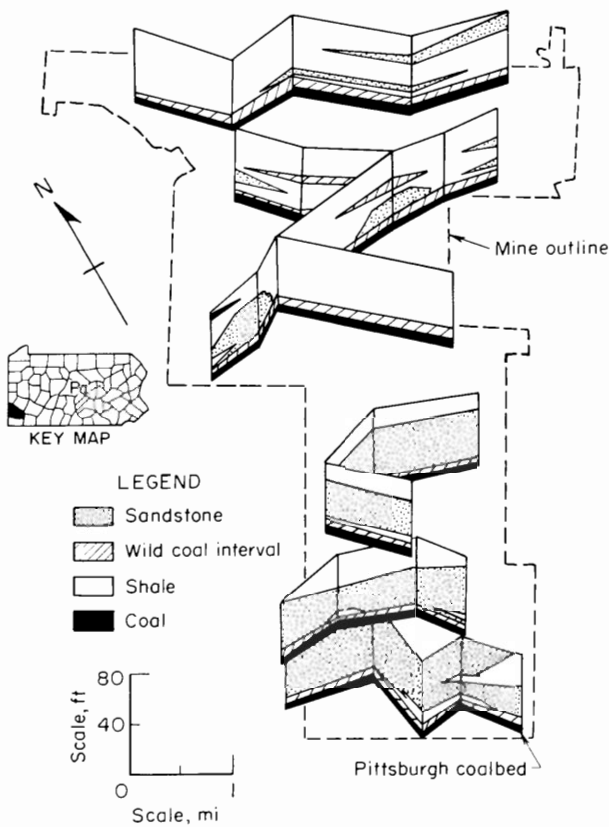 N
Mine outline
Pa
KEY MAP
LEGEND
Sandstone
Wild coal interval
Shale
Coal
80
40
Scale, ft
0
1
Scale, mi
Pittsburgh coalbed